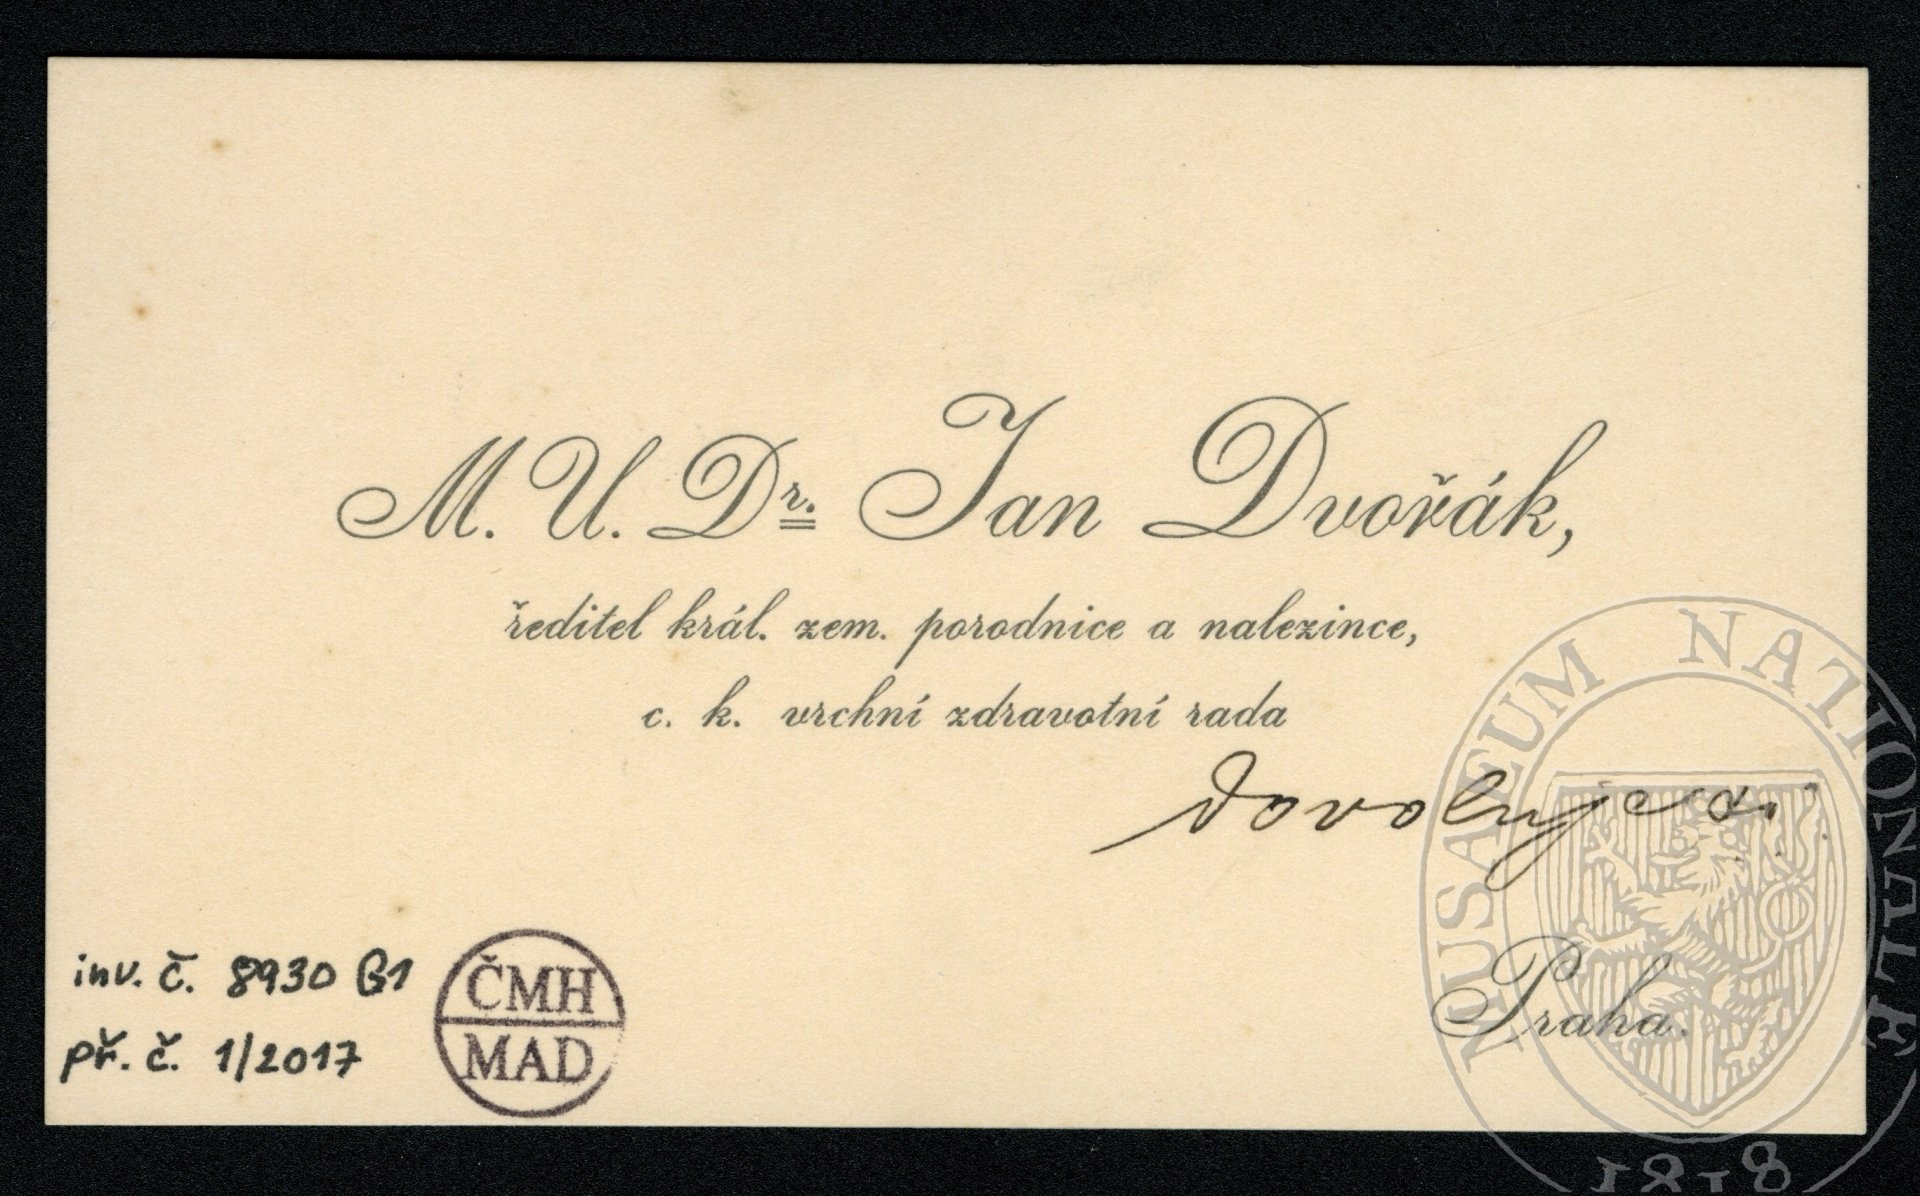 M. U. Dr. Jan Dvořák,
ředitel král. zem. porodnice a nalezince,
c. k. vrchní zdravotní rada
dovoluje si
Praha.
inv. č. 8930 G1
př. č. 1/2017
ČMH
MAD
MUSAEUM NATIONALE
1818